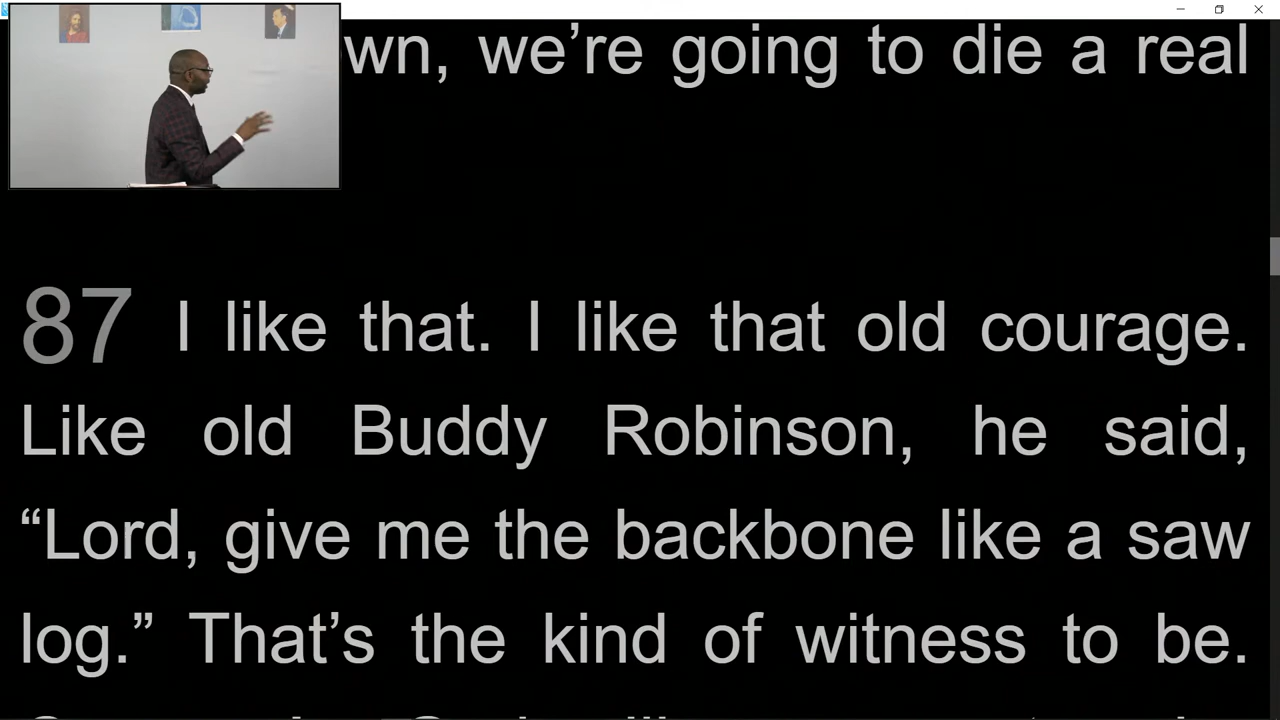 wn, we’re going to die a real
87 I like that. I like that old courage.
Like old Buddy Robinson, he said,
“Lord, give me the backbone like a saw
log.” That’s the kind of witness to be.